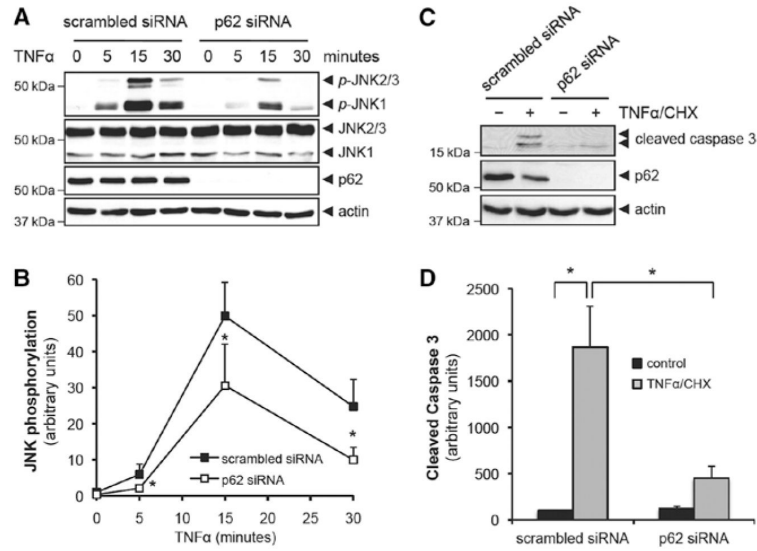 A
scrambled siRNA p62 siRNA
TNFα 0 5 15 30 0 5 15 30 minutes
50 kDa
p-JNK2/3
p-JNK1
50 kDa
JNK2/3
JNK1
50 kDa
p62
37 kDa
actin
B
JNK phosphorylation
(arbitrary units)
60
50
40
30
20
10
0
* * *
scrambled siRNA
p62 siRNA
0 5 10 15 20 25 30
TNFα (minutes)
C
scrambled siRNA
p62 siRNA
– + – + TNFα/CHX
cleaved caspase 3
15 kDa
50 kDa
p62
37 kDa
actin
D
* *
Cleaved Caspase 3
(arbitrary units)
2500
2000
1500
1000
500
0
control
TNFα/CHX
scrambled siRNA p62 siRNA